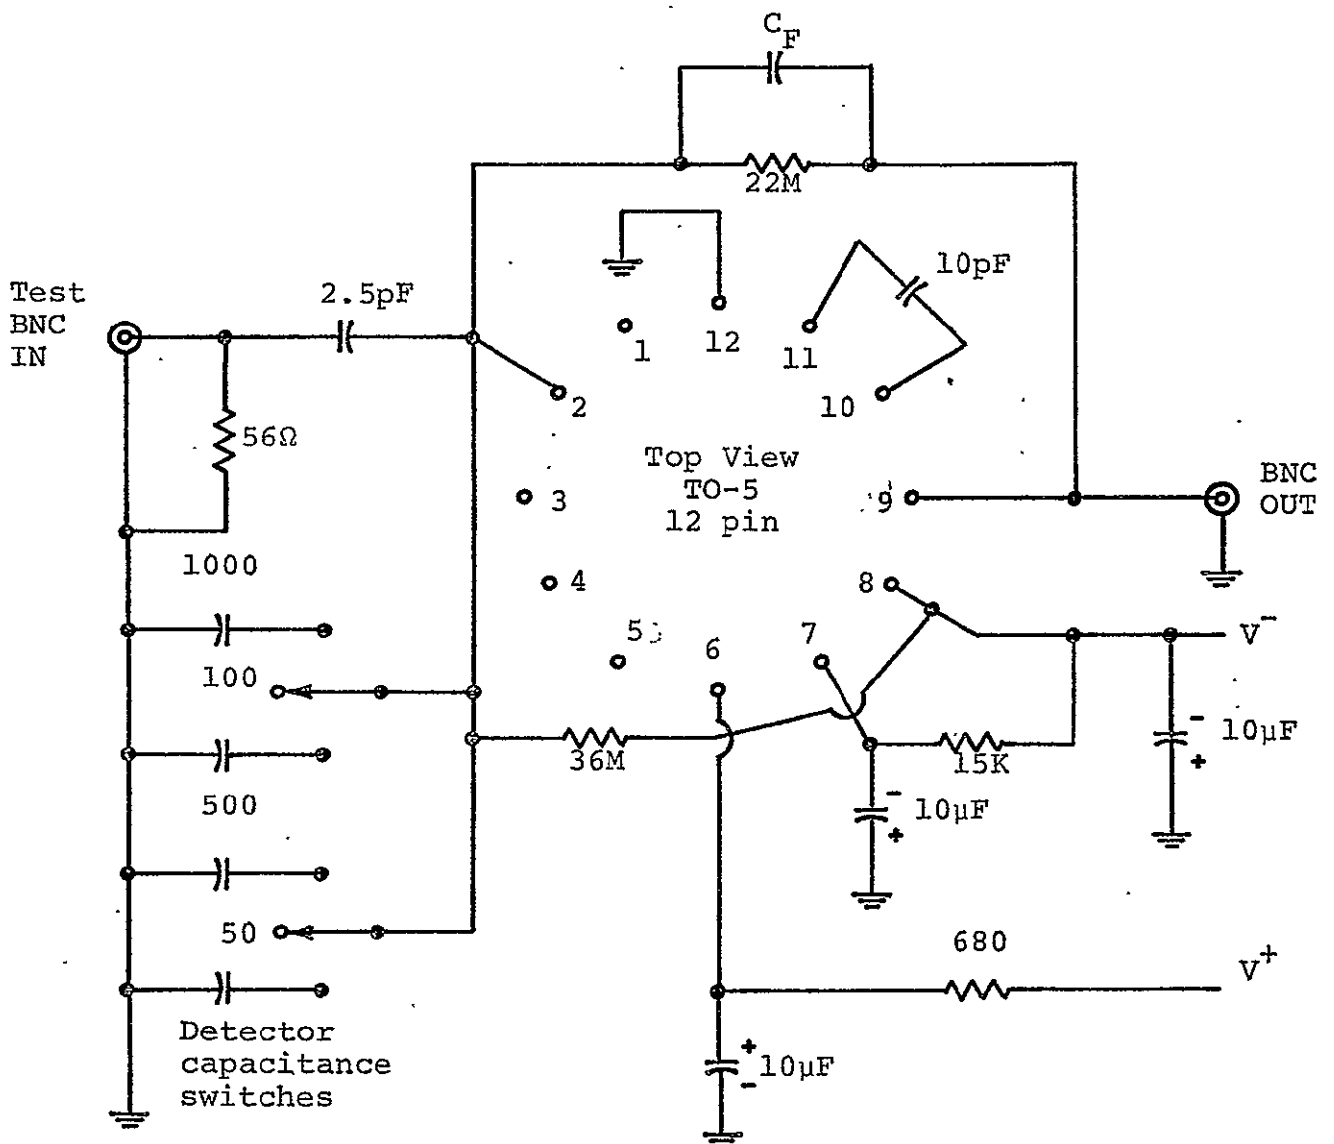 C_F
22M
10pF
Test
BNC
IN
2.5pF
1
12
11
2
10
56Ω
Top View
TO-5
12 pin
3
9
BNC
OUT
1000
4
8
5
6
7
V⁻
100
36M
15K
-
10µF
+
500
-
10µF
+
50
680
V⁺
Detector
capacitance
switches
+
10µF
-